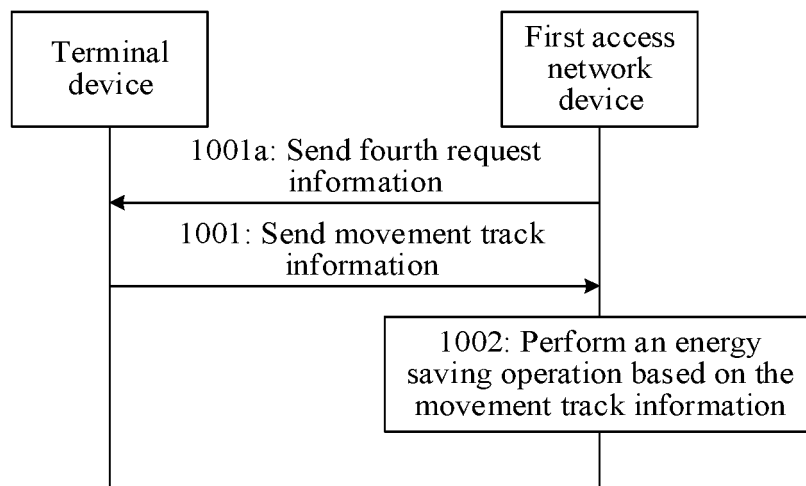 Terminal
device
First access
network
device
1001a: Send fourth request
information
1001: Send movement track
information
1002: Perform an energy
saving operation based on the
movement track information